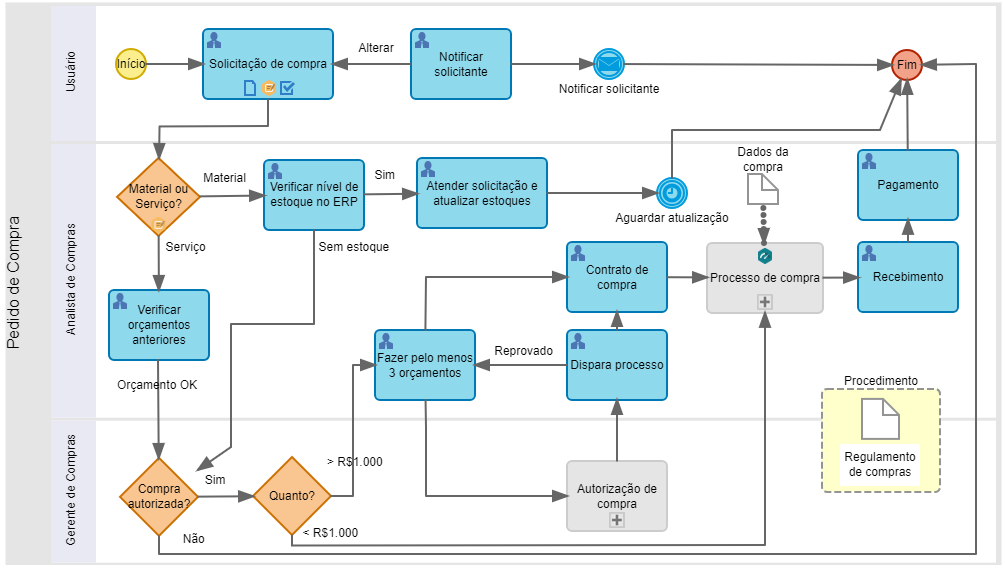 Pedido de Compra
Usuário
Início
Solicitação de compra
Alterar
Notificar
solicitante
Notificar solicitante
Fim
Analista de Compras
Material ou
Serviço?
Material
Verificar nível de
estoque no ERP
Sim
Atender solicitação e
atualizar estoques
Aguardar atualização
Dados da
compra
Pagamento
Serviço
Sem estoque
Verificar
orçamentos
anteriores
Contrato de
compra
Processo de compra
Recebimento
Orçamento OK
Fazer pelo menos
3 orçamentos
Reprovado
Dispara processo
Procedimento
Regulamento
de compras
Gerente de Compras
Compra
autorizada?
Sim
Quanto?
> R$1.000
< R$1.000
Autorização de
compra
Não